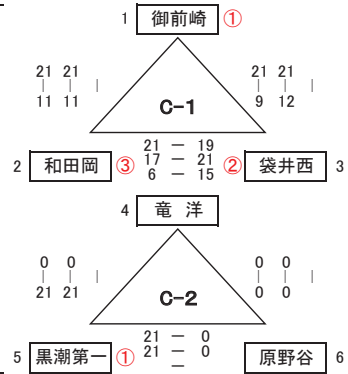 1 御前崎 ①
21 21
| | |
11 11
21 21
| | |
9 12
C-1
21 — 19
17 — 21
6 — 15
2 和田岡 ③
② 袋井西 3
4 竜 洋
0 0
| | |
21 21
0 0
| | |
0 0
C-2
21 — 0
21 — 0
—
5 黒潮第一 ①
原野谷 6